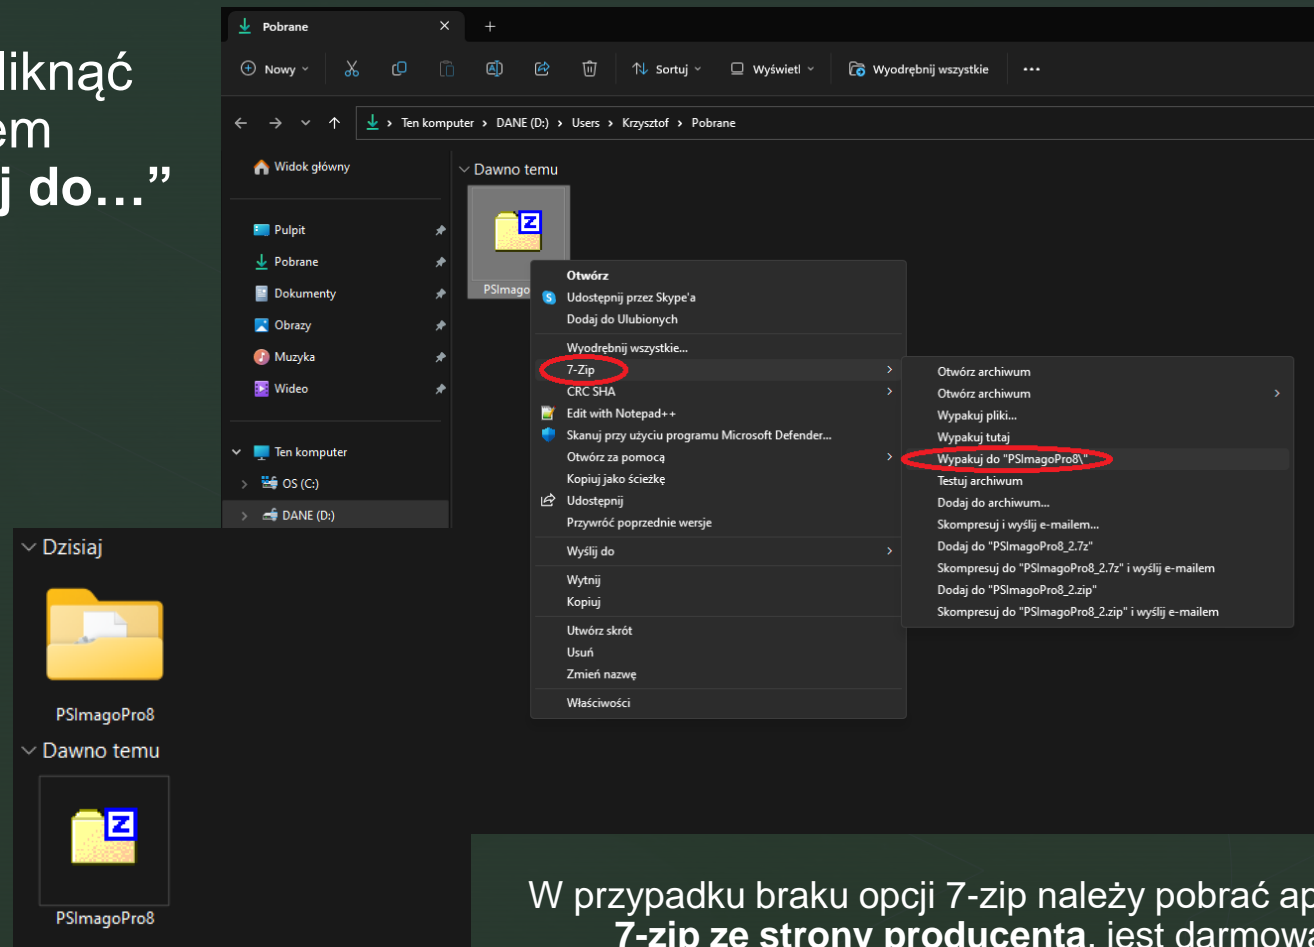 liknąć
em
j do…”
Pobrane
Nowy
Sortuj
Wyświetl
Wyodrębnij wszystkie
Ten komputer > DANE (D:) > Users > Krzysztof > Pobrane
Widok główny
Pulpit
Pobrane
Dokumenty
Obrazy
Muzyka
Wideo
Ten komputer
OS (C:)
DANE (D:)
Dawno temu
PSImago
Otwórz
Udostępnij przez Skype'a
Dodaj do Ulubionych
Wyodrębnij wszystkie...
7-Zip
CRC SHA
Edit with Notepad++
Skanuj przy użyciu programu Microsoft Defender...
Otwórz za pomocą
Kopiuj jako ścieżkę
Udostępnij
Przywróć poprzednie wersje
Wyślij do
Wytnij
Kopiuj
Utwórz skrót
Usuń
Zmień nazwę
Właściwości
Otwórz archiwum
Otwórz archiwum
Wypakuj pliki...
Wypakuj tutaj
Wypakuj do "PSImagoPro8\"
Testuj archiwum
Dodaj do archiwum...
Skompresuj i wyślij e-mailem...
Dodaj do "PSImagoPro8_2.7z"
Skompresuj do "PSImagoPro8_2.7z" i wyślij e-mailem
Dodaj do "PSImagoPro8_2.zip"
Skompresuj do "PSImagoPro8_2.zip" i wyślij e-mailem
Dzisiaj
PSImagoPro8
Dawno temu
PSImagoPro8
W przypadku braku opcji 7-zip należy pobrać ap
7-zip ze strony producenta, jest darmowa